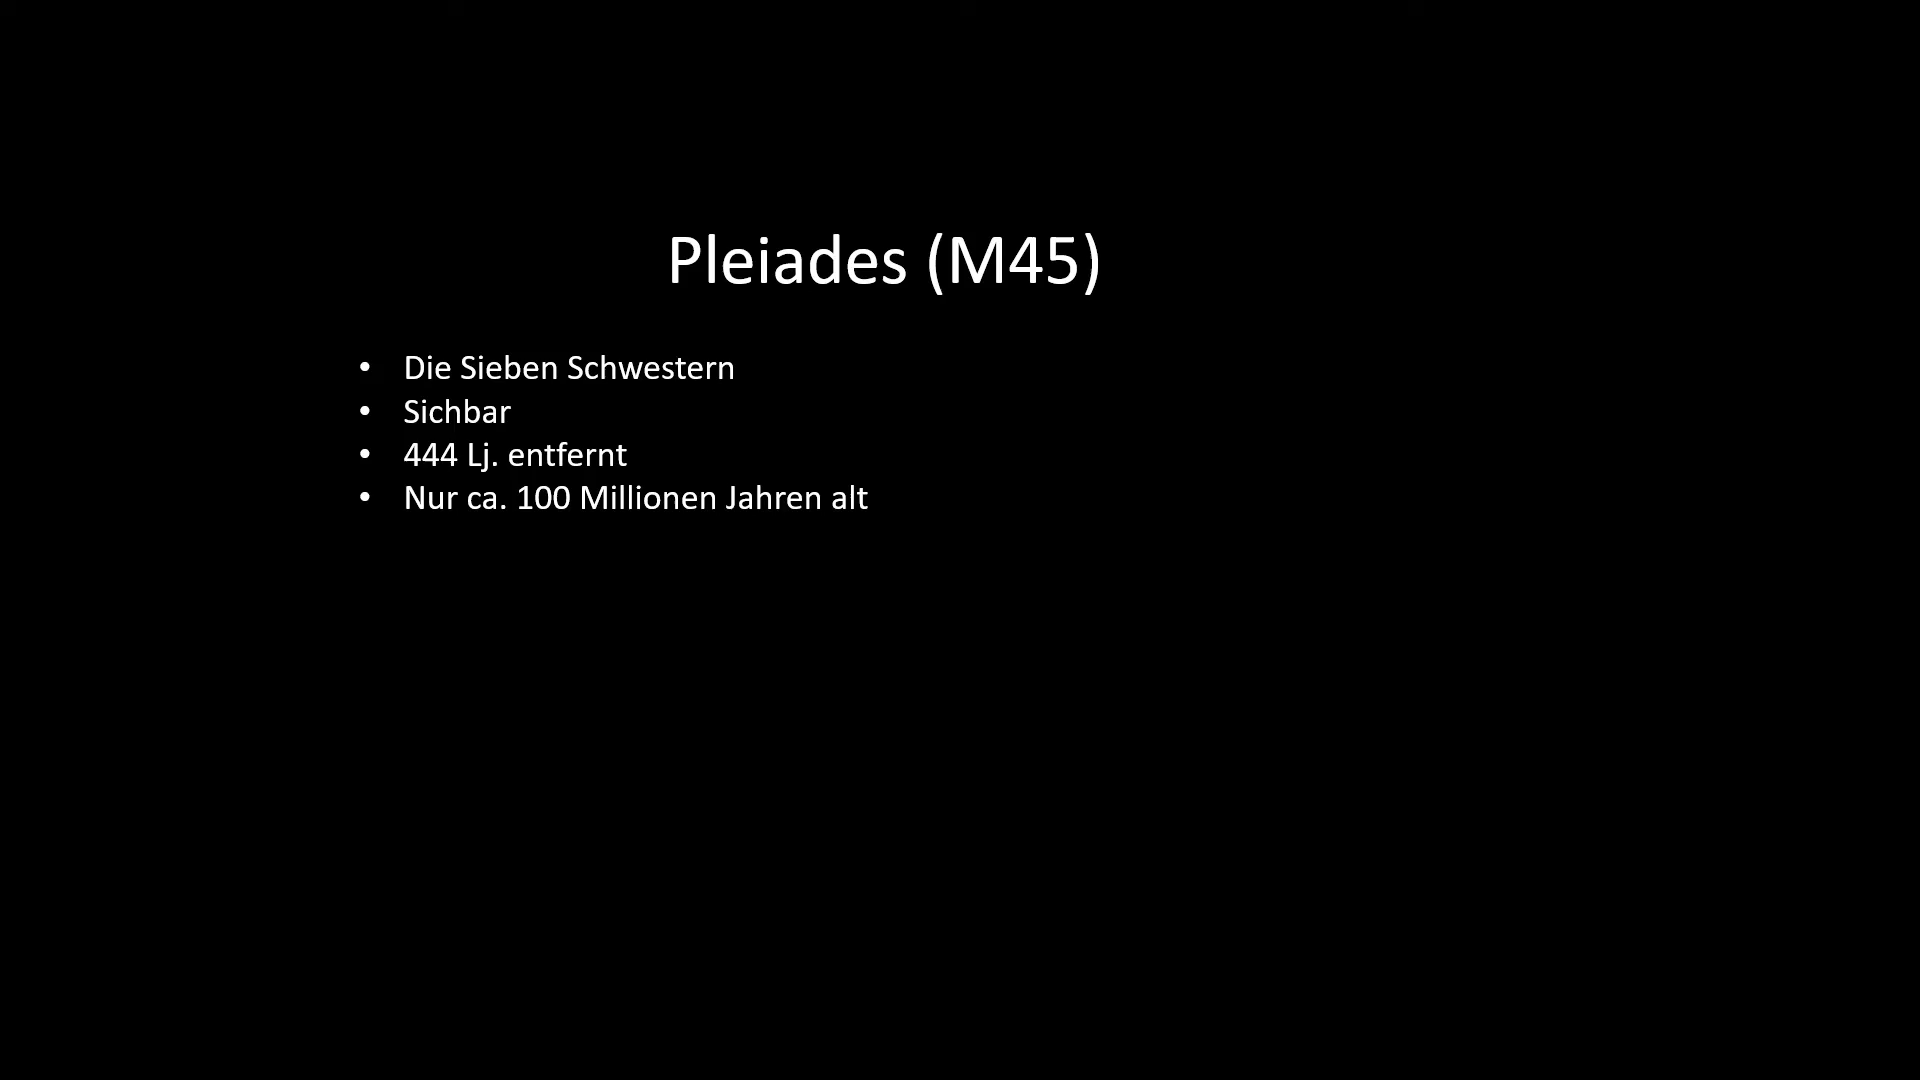 Pleiades (M45)
• Die Sieben Schwestern
• Sichbar
• 444 Lj. entfernt
• Nur ca. 100 Millionen Jahren alt